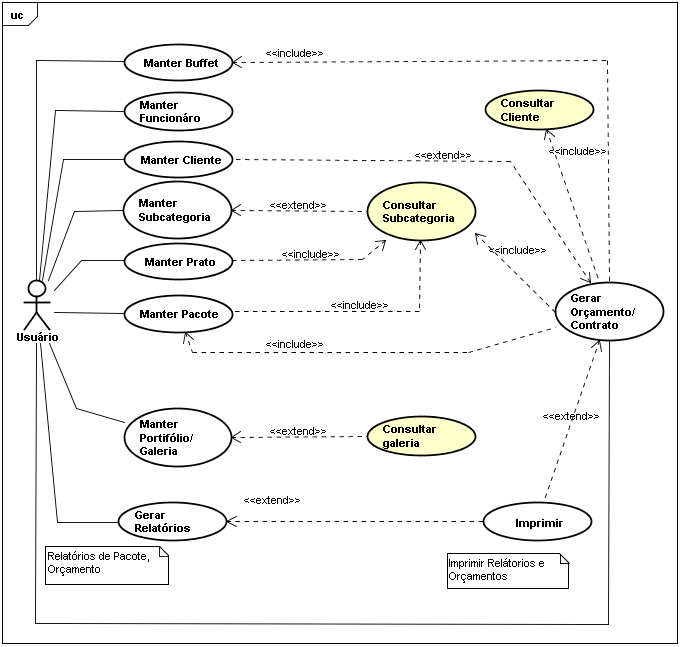 uc
Manter Buffet
<<include>>
Manter
Funcionáro
Consultar
Cliente
Manter Cliente
<<extend>>
<<include>>
Manter
Subcategoria
<<extend>>
Consultar
Subcategoria
Manter Prato
<<include>>
<<include>>
Manter Pacote
<<include>>
Gerar
Orçamento/
Contrato
Usuário
<<include>>
Manter
Portifólio/
Galeria
<<extend>>
Consultar
galeria
<<extend>>
Gerar
Relatórios
<<extend>>
Imprimir
Relatórios de Pacote,
Orçamento
Imprimir Relátorios e
Orçamentos